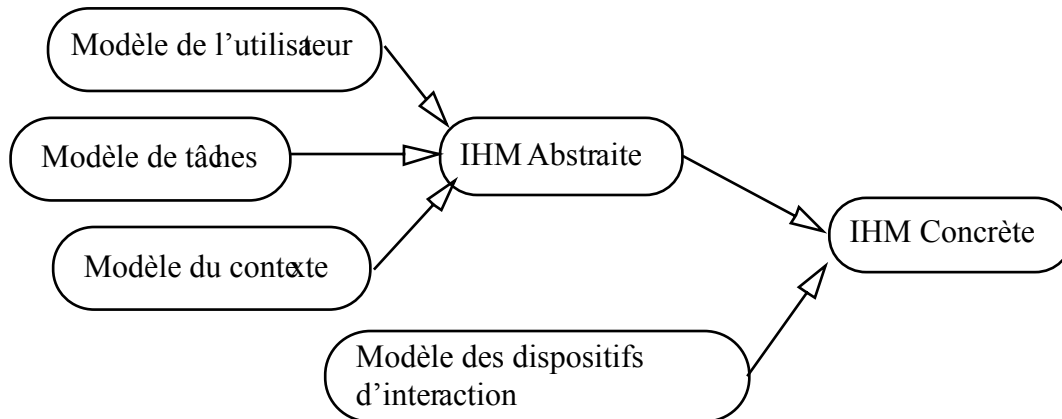 Modèle de l’utilisateur
Modèle de tâches
IHM Abstraite
Modèle du contexte
IHM Concrète
Modèle des dispositifs
d’interaction